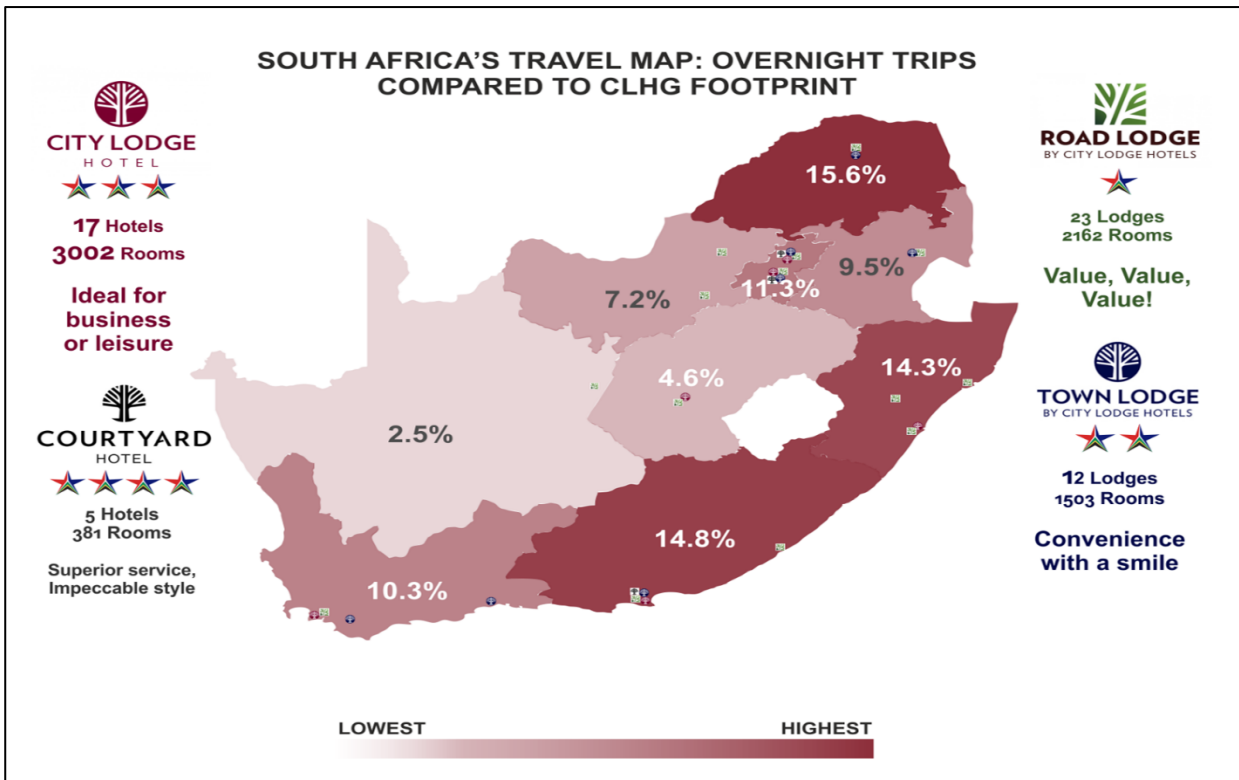 SOUTH AFRICA'S TRAVEL MAP: OVERNIGHT TRIPS
COMPARED TO CLHG FOOTPRINT
CITY LODGE
HOTEL
17 Hotels
3002 Rooms
Ideal for
business
or leisure
COURTYARD
HOTEL
5 Hotels
381 Rooms
Superior service,
Impeccable style
15.6%
9.5%
11.3%
7.2%
14.3%
4.6%
2.5%
14.8%
10.3%
ROAD LODGE
BY CITY LODGE HOTELS
23 Lodges
2162 Rooms
Value, Value,
Value!
TOWN LODGE
BY CITY LODGE HOTELS
12 Lodges
1503 Rooms
Convenience
with a smile
LOWEST
HIGHEST